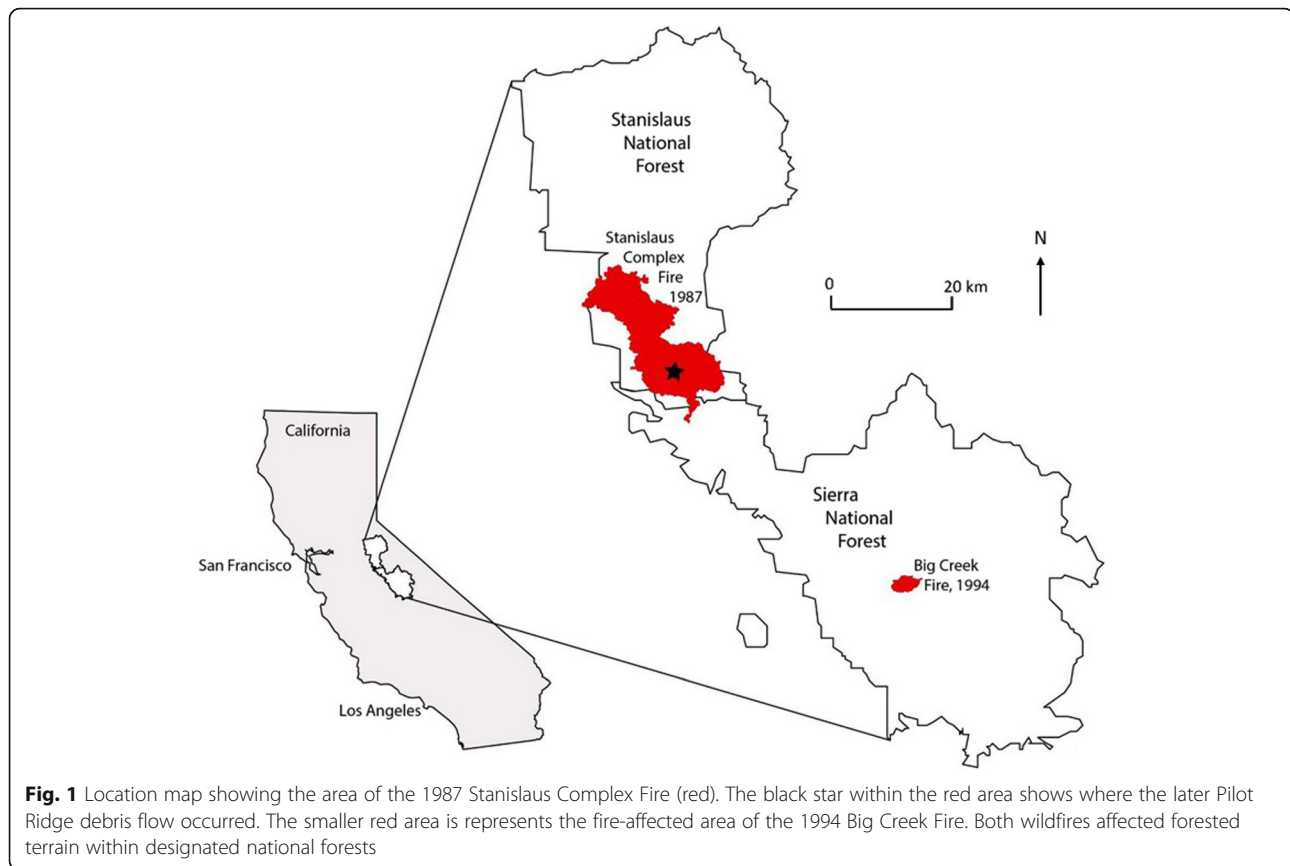 Stanislaus
National
Forest
Stanislaus
Complex
Fire
1987
N
0 20 km
California
San Francisco
Los Angeles
Sierra
National
Forest
Big Creek
Fire, 1994
Fig. 1 Location map showing the area of the 1987 Stanislaus Complex Fire (red). The black star within the red area shows where the later Pilot
Ridge debris flow occurred. The smaller red area is represents the fire-affected area of the 1994 Big Creek Fire. Both wildfires affected forested
terrain within designated national forests